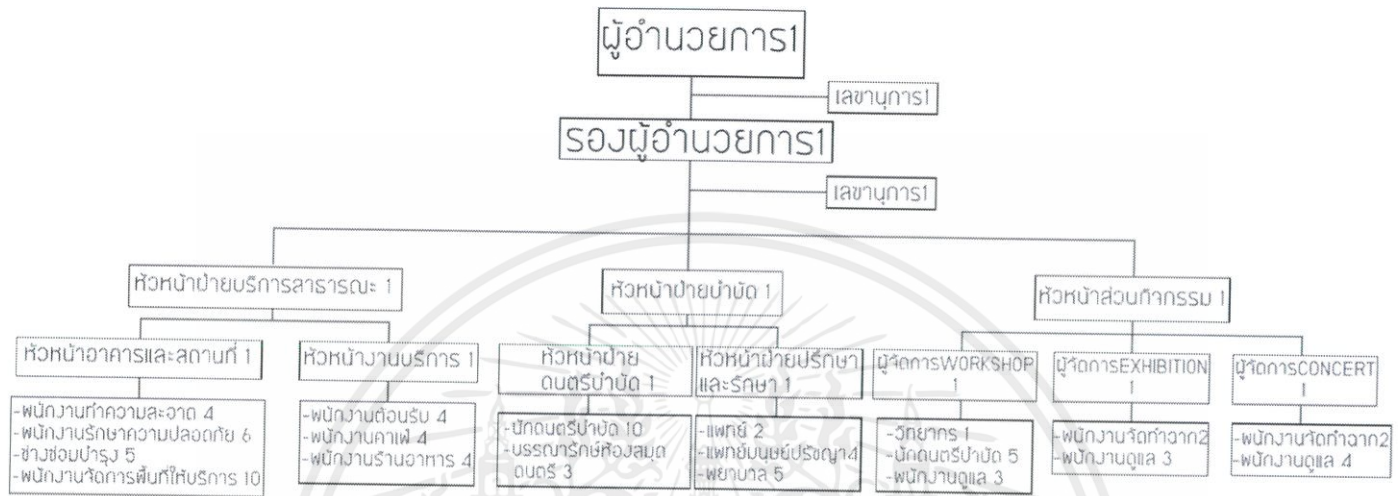 ผู้อำนวยการ1
เลขานุการ1
รองผู้อำนวยการ1
เลขานุการ1
หัวหน้าฝ่ายบริการสาธารณะ 1
หัวหน้าฝ่ายบำบัด 1
หัวหน้าส่วนกิจกรรม 1
หัวหน้าอาคารและสถานที่ 1
-พนักงานทำความสะอาด 4
-พนักงานรักษาความปลอดภัย 6
-ช่างซ่อมบำรุง 5
-พนักงานจัดการพื้นที่ให้บริการ 10
หัวหน้างานบริการ 1
-พนักงานต้อนรับ 4
-พนักงานคาเฟ่ 4
-พนักงานร้านอาหาร 4
หัวหน้าฝ่าย
ดนตรีบำบัด 1
-นักดนตรีบำบัด 10
-บรรณารักษ์ห้องสมุด
ดนตรี 3
หัวหน้าฝ่ายปรึกษา
และรักษา 1
-แพทย์ 2
-แพทย์มนุษย์ปรัชญา4
-พยาบาล 5
ผู้จัดการWORKSHOP
1
-วิทยากร 1
-นักดนตรีบำบัด 5
-พนักงานดูแล 3
ผู้จัดการEXHIBITION
1
-พนักงานจัดทำฉาก2
-พนักงานดูแล 3
ผู้จัดการCONCERT
1
-พนักงานจัดทำฉาก2
-พนักงานดูแล 4